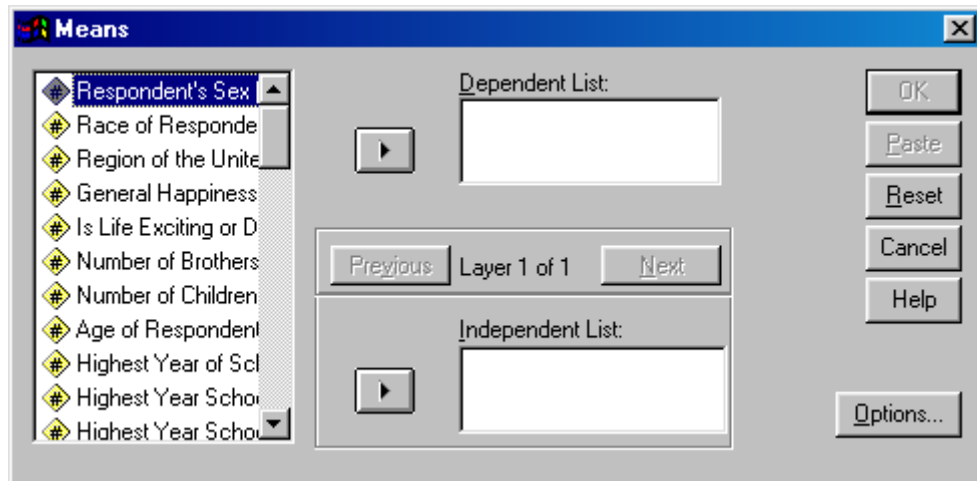 Means
Respondent's Sex
Race of Responde
Region of the Unite
General Happiness
Is Life Exciting or D
Number of Brothers
Number of Children
Age of Respondent
Highest Year of Scl
Highest Year Schoo
Highest Year Schoo
Dependent List:
Previous
Layer 1 of 1
Next
Independent List:
OK
Paste
Reset
Cancel
Help
Options...